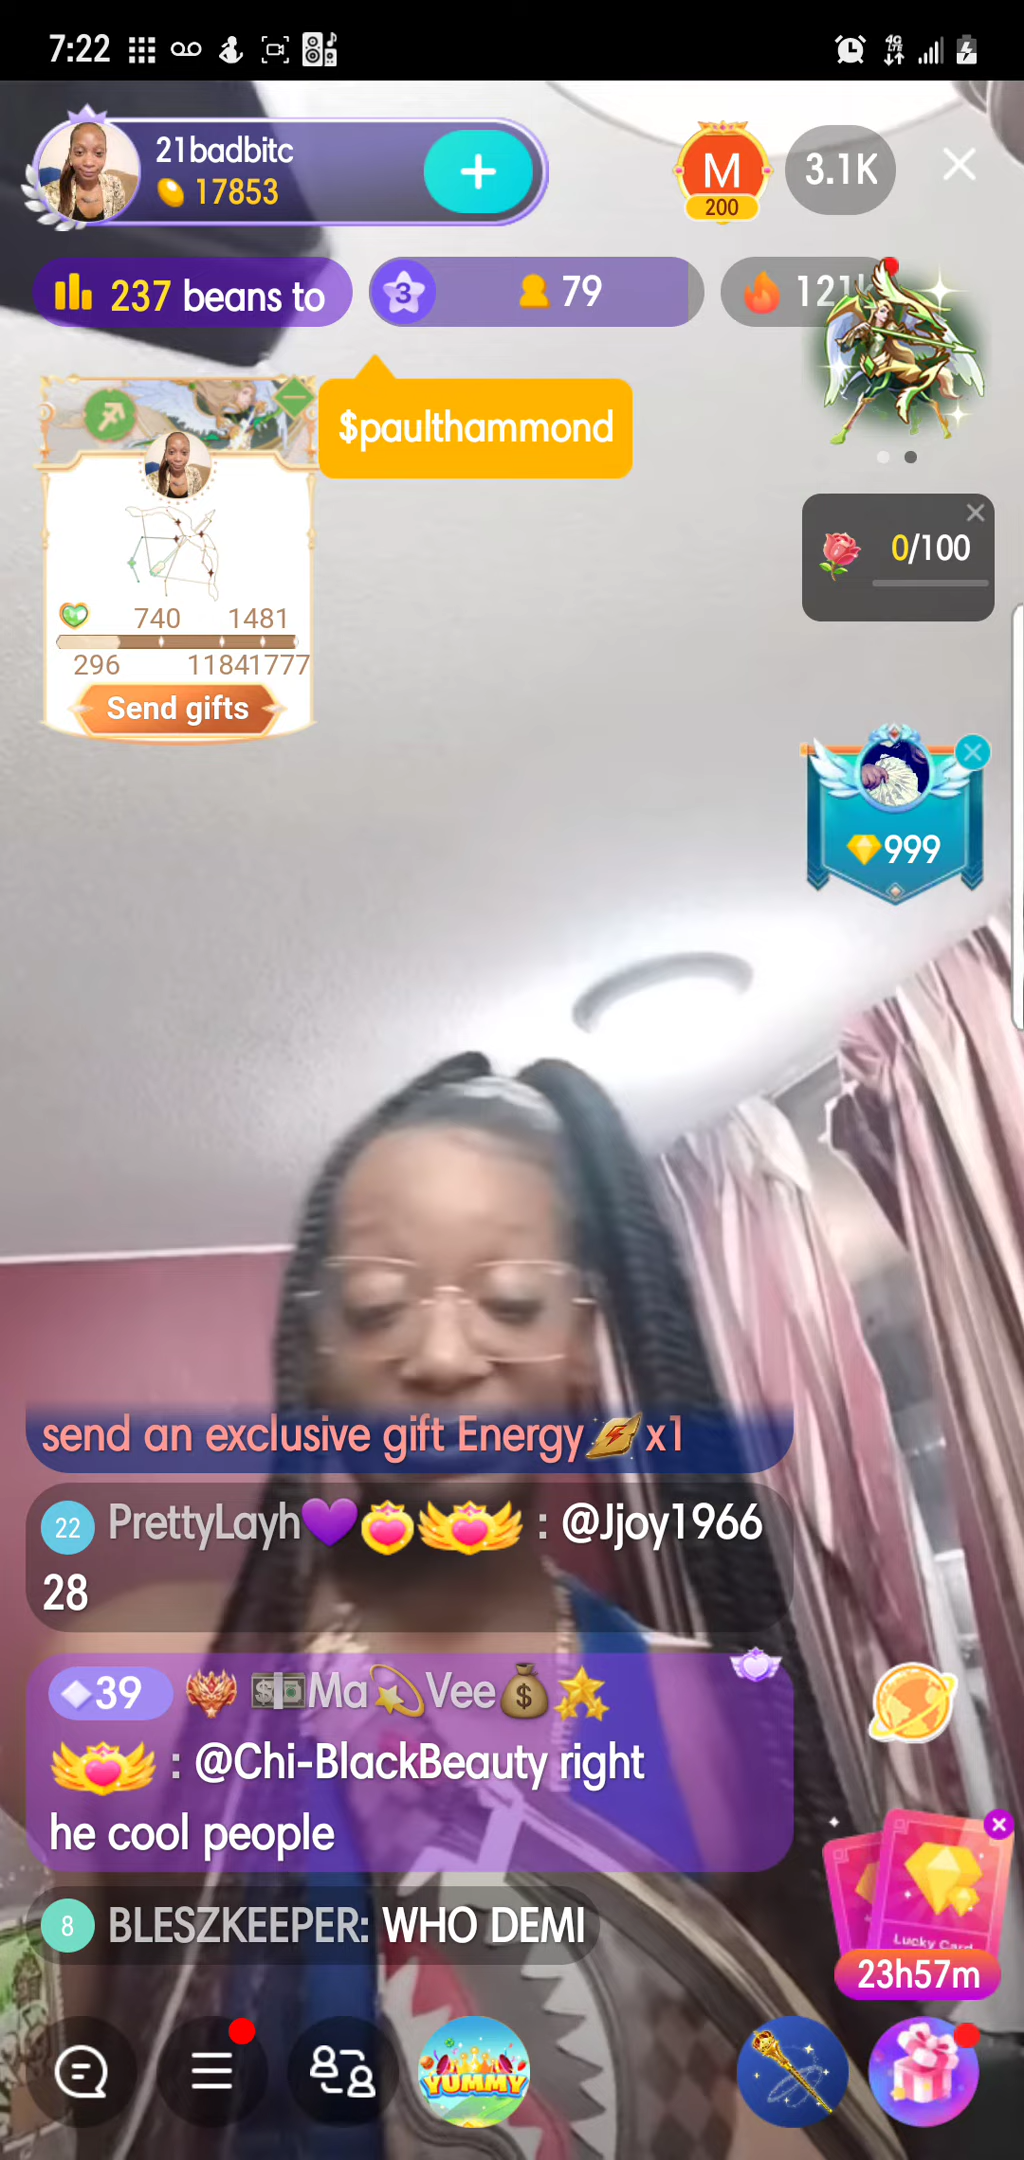 7:22
4G
LTE
21badbitc
17853
M
200
3.1K
237 beans to
3
79
$paulthammond
0/100
740 1481
296 11841777
Send gifts
999
send an exclusive gift Energy x1
22 PrettyLayh : @Jjoy1966
28
39 Ma Vee
: @Chi-BlackBeauty right
he cool people
8 BLESZKEEPER: WHO DEMI
Lucky Card
23h57m
YUMMY